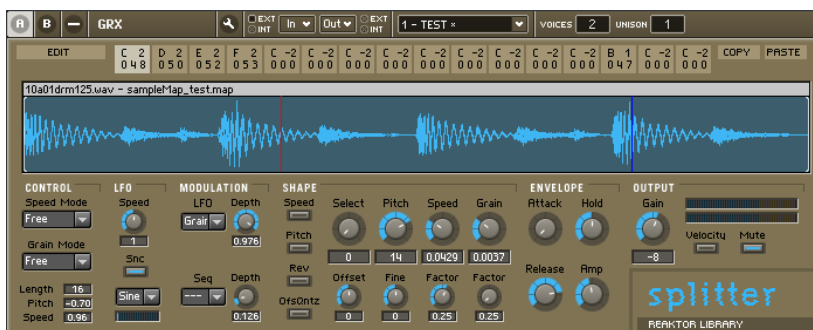 A B GRX EXT INT In Out EXT INT 1 - TEST × VOICES 2 UNISON 1
EDIT C 2 D 2 E 2 F 2 C -2 C -2 C -2 C -2 C -2 C -2 C -2 C -2 B 1 C -2 C -2 COPY PASTE
048 050 052 053 000 000 000 000 000 000 000 000 047 000 000
10a01drm125.wav - sampleMap_test.map
CONTROL LFO MODULATION SHAPE ENVELOPE OUTPUT
Speed Mode Speed LFO Depth Speed Select Pitch Speed Grain Attack Hold Gain
Free Grair
Pitch Velocity Mute
Grain Mode 1 0.976 0 14 0.0429 0.0037 -8
Free Snc Seq Depth Rev Offset Fine Factor Factor Release Amp
Length 16 Sine ---
Pitch -0.70 OfsOntz splitter
Speed 0.96 0.126 0 0 0.25 0.25
REAKTOR LIBRARY